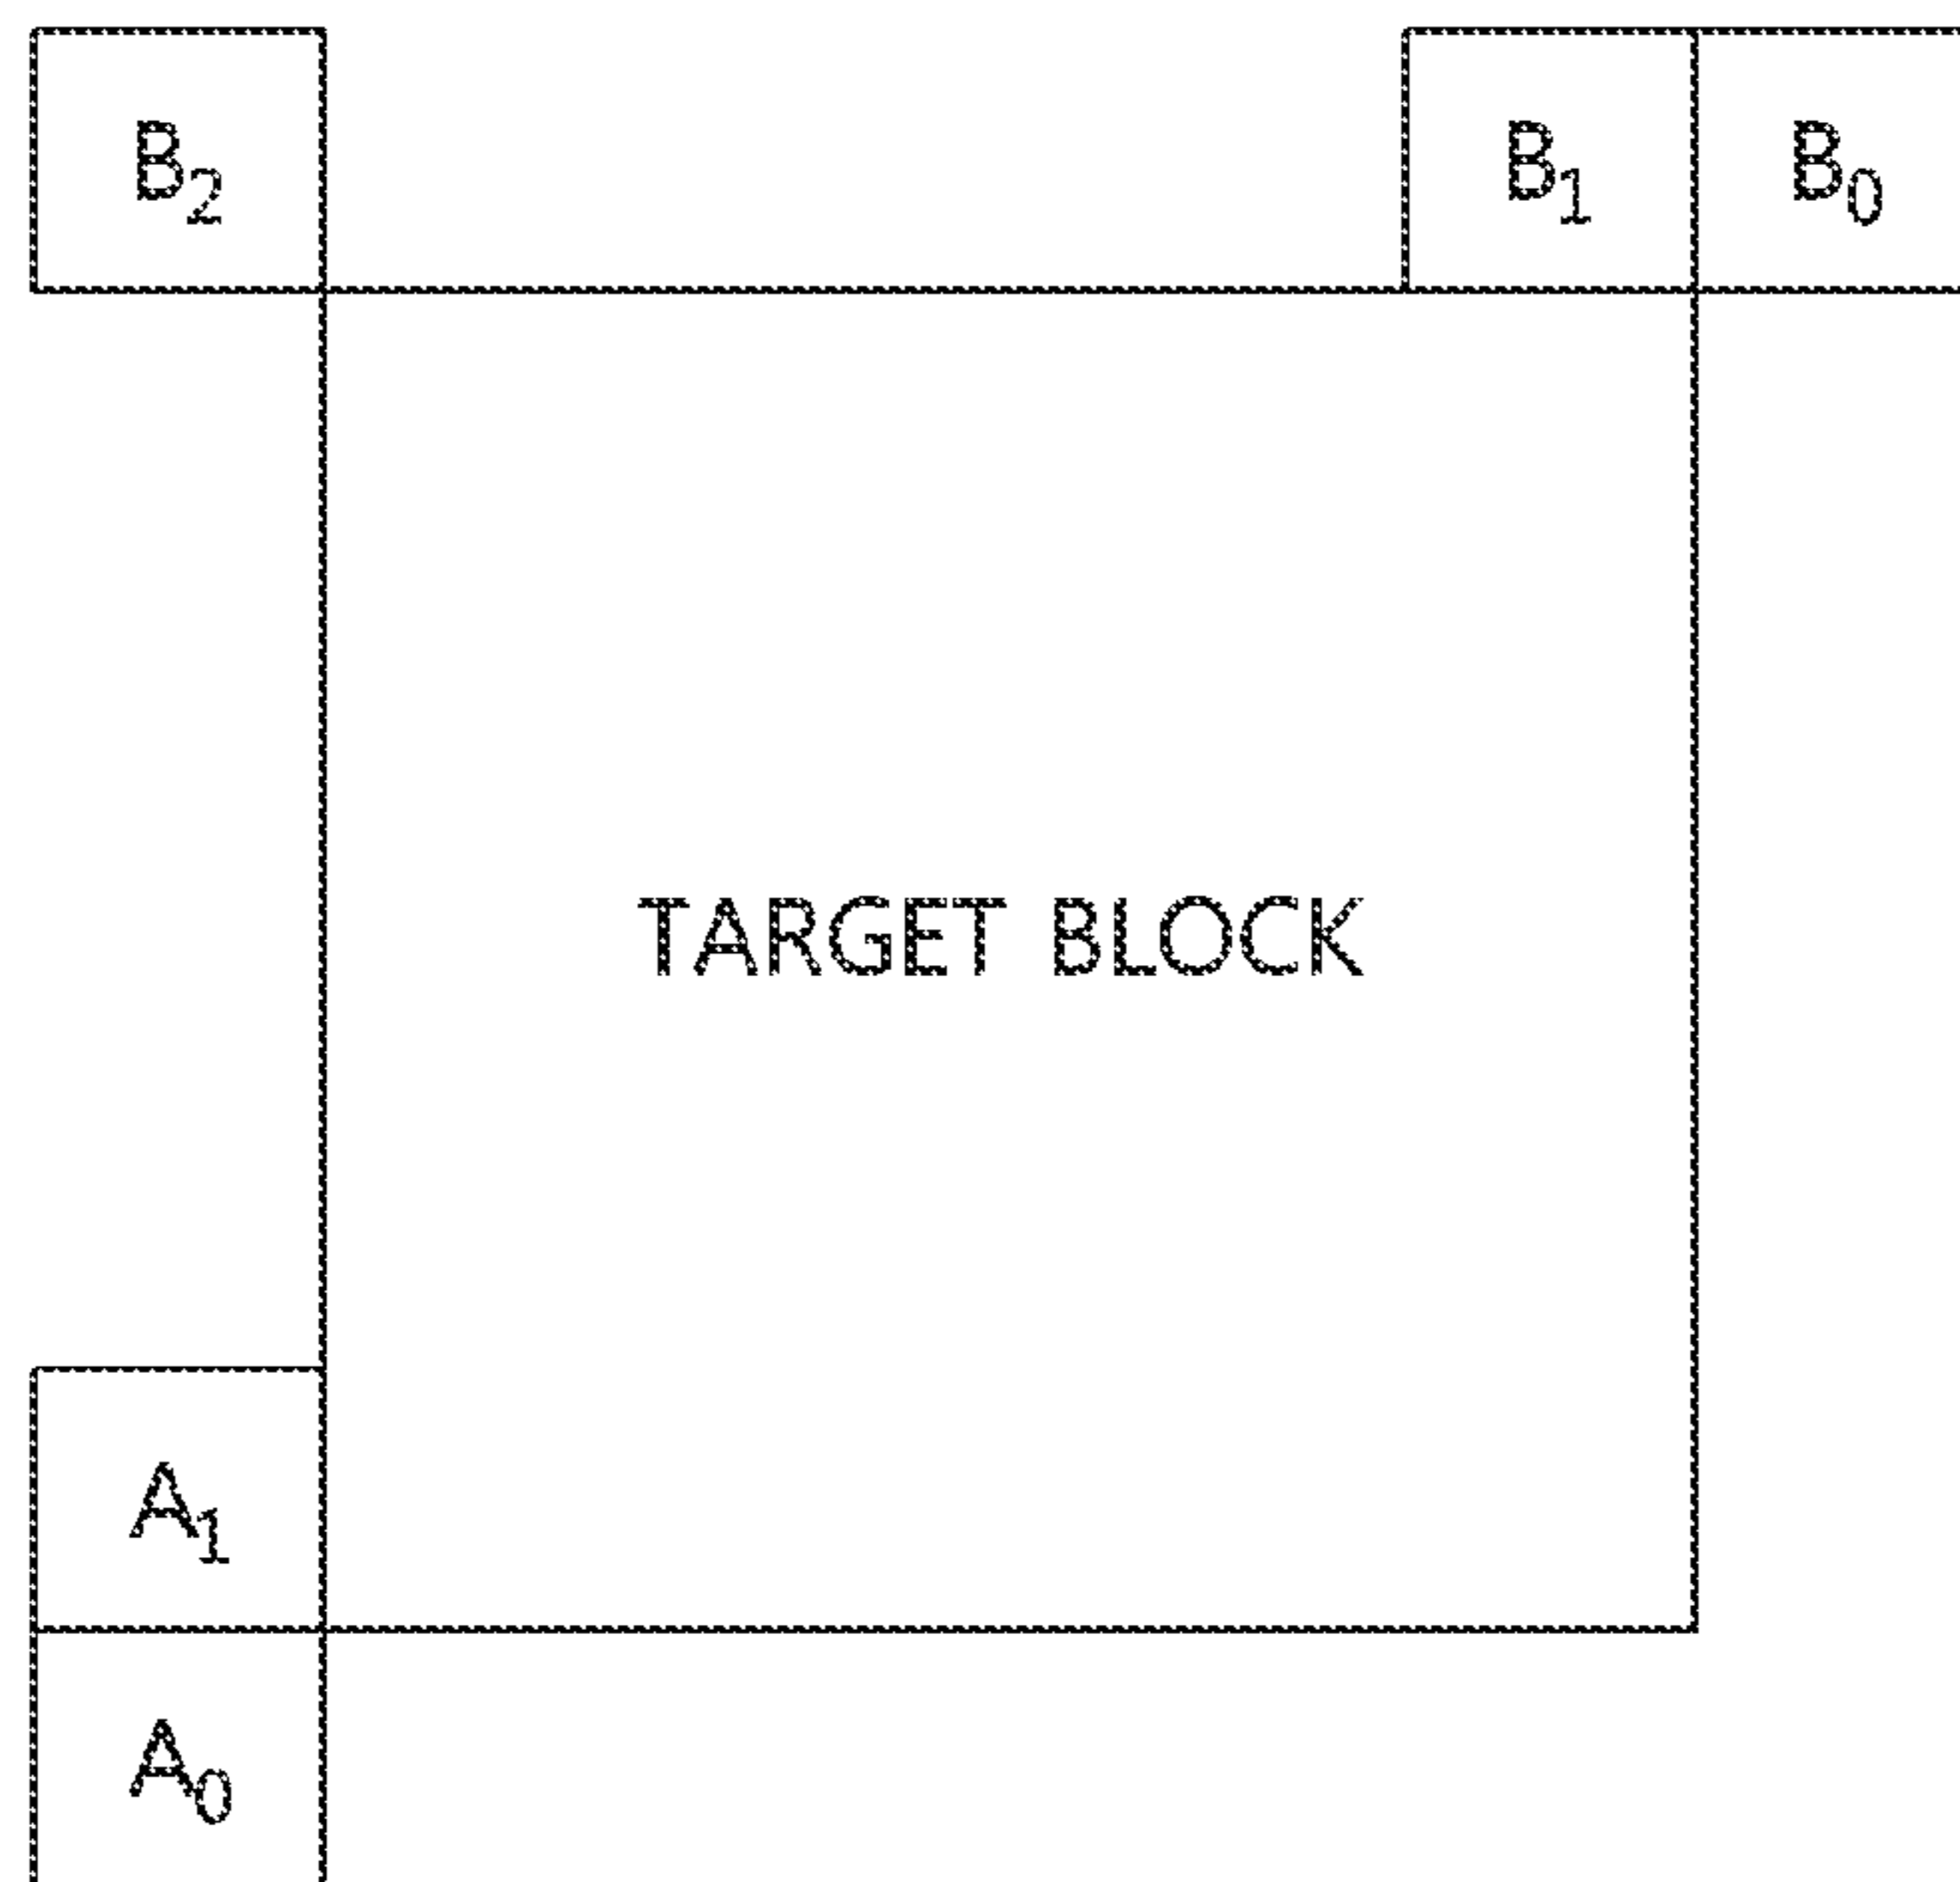 B₂ B₁ B₀
TARGET BLOCK
A₁
A₀